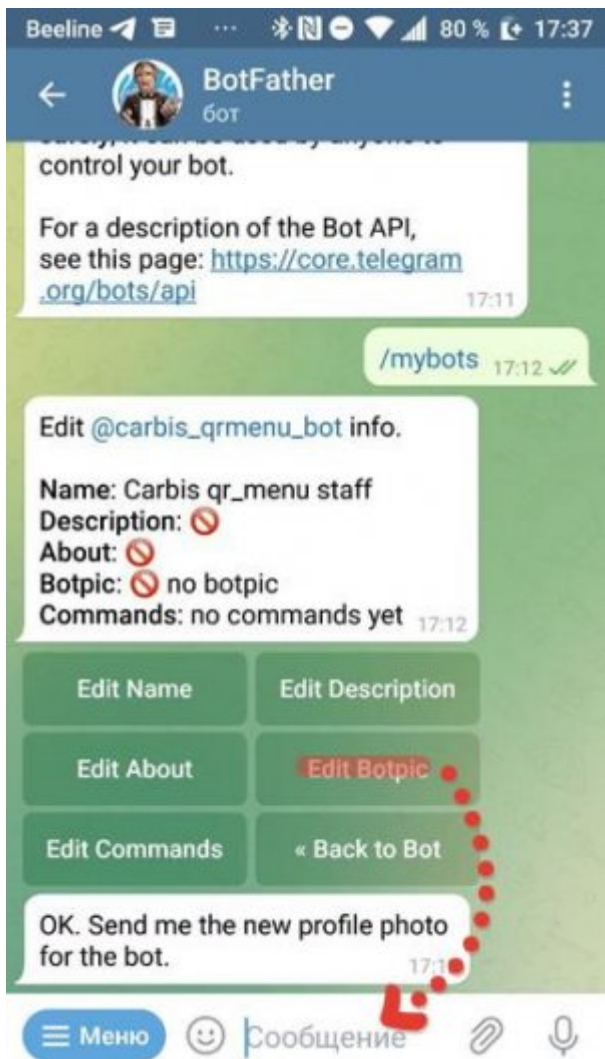 Beeline ... 80 % 17:37
BotFather
бот
control your bot.
For a description of the Bot API,
see this page: https://core.telegram
.org/bots/api 17:11
/mybots 17:12
Edit @carbis_qrmenu_bot info.
Name: Carbis qr_menu staff
Description:
About:
Botpic: no botpic
Commands: no commands yet 17:12
Edit Name Edit Description
Edit About Edit Botpic
Edit Commands « Back to Bot
OK. Send me the new profile photo
for the bot.
Меню Сообщение